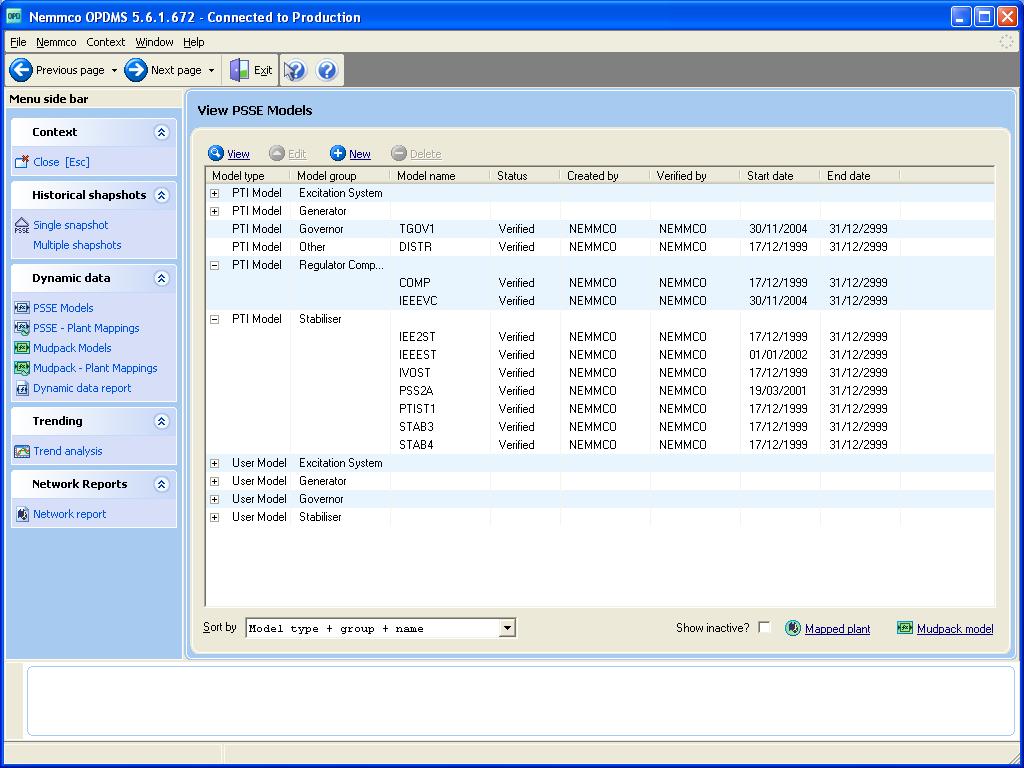 Nemmco OPDMS 5.6.1.672 - Connected to Production
File Nemmco Context Window Help
Previous page Next page Exit
Menu side bar
Context
Close [Esc]
Historical shapshots
Single snapshot
Multiple snapshots
Dynamic data
PSSE Models
PSSE - Plant Mappings
Mudpack Models
Mudpack - Plant Mappings
Dynamic data report
Trending
Trend analysis
Network Reports
Network report
View PSSE Models
View Edit New Delete
Model type Model group Model name Status Created by Verified by Start date End date
PTI Model Excitation System
PTI Model Generator
PTI Model Governor TGOV1 Verified NEMMCO NEMMCO 30/11/2004 31/12/2999
PTI Model Other DISTR Verified NEMMCO NEMMCO 17/12/1999 31/12/2999
PTI Model Regulator Comp...
COMP Verified NEMMCO NEMMCO 17/12/1999 31/12/2999
IEEEVC Verified NEMMCO NEMMCO 30/11/2004 31/12/2999
PTI Model Stabiliser
IEE2ST Verified NEMMCO NEMMCO 17/12/1999 31/12/2999
IEEEST Verified NEMMCO NEMMCO 01/01/2002 31/12/2999
IVOST Verified NEMMCO NEMMCO 17/12/1999 31/12/2999
PSS2A Verified NEMMCO NEMMCO 19/03/2001 31/12/2999
PTIST1 Verified NEMMCO NEMMCO 17/12/1999 31/12/2999
STAB3 Verified NEMMCO NEMMCO 17/12/1999 31/12/2999
STAB4 Verified NEMMCO NEMMCO 17/12/1999 31/12/2999
User Model Excitation System
User Model Generator
User Model Governor
User Model Stabiliser
Sort by Model type + group + name Show inactive? Mapped plant Mudpack model